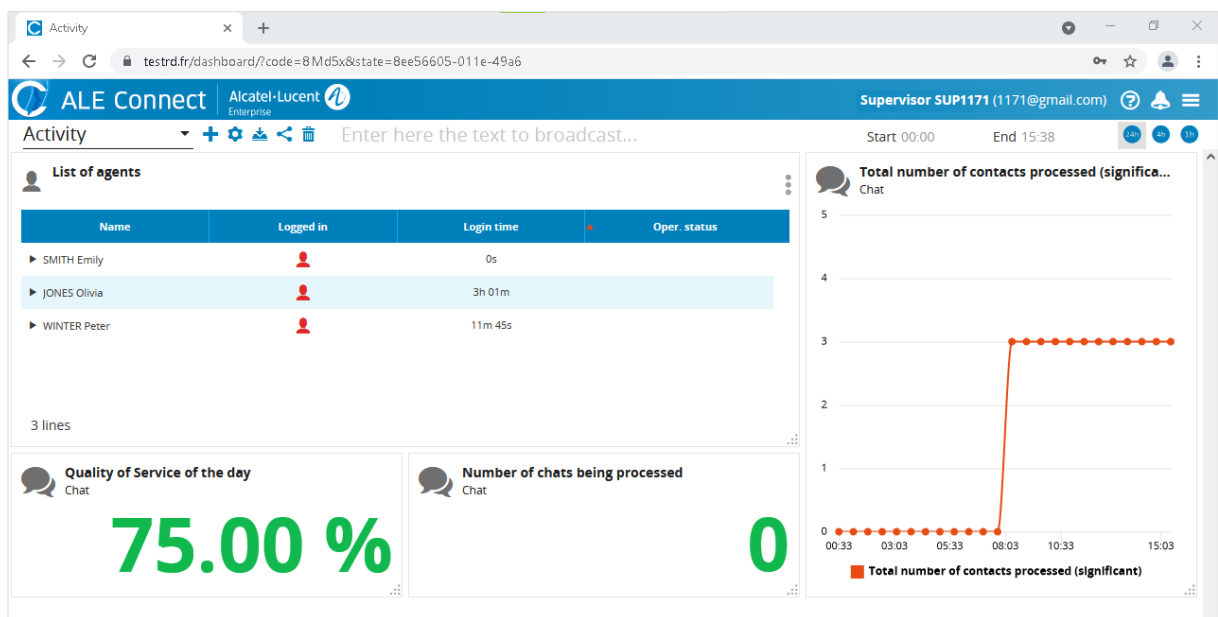 Activity
testrd.fr/dashboard/?code=8Md5x&state=8ee56605-011e-49a6
ALE Connect Alcatel·Lucent Enterprise Supervisor SUP1171 (1171@gmail.com)
Activity Enter here the text to broadcast... Start 00:00 End 15:38 24h 4h 1h
List of agents
Name Logged in Login time Oper. status
SMITH Emily 0s
JONES Olivia 3h 01m
WINTER Peter 11m 45s
3 lines
Quality of Service of the day
Chat
75.00 %
Number of chats being processed
Chat
0
Total number of contacts processed (significa...
Chat
5
4
3
2
1
0
00:33 03:03 05:33 08:03 10:33 15:03
Total number of contacts processed (significant)